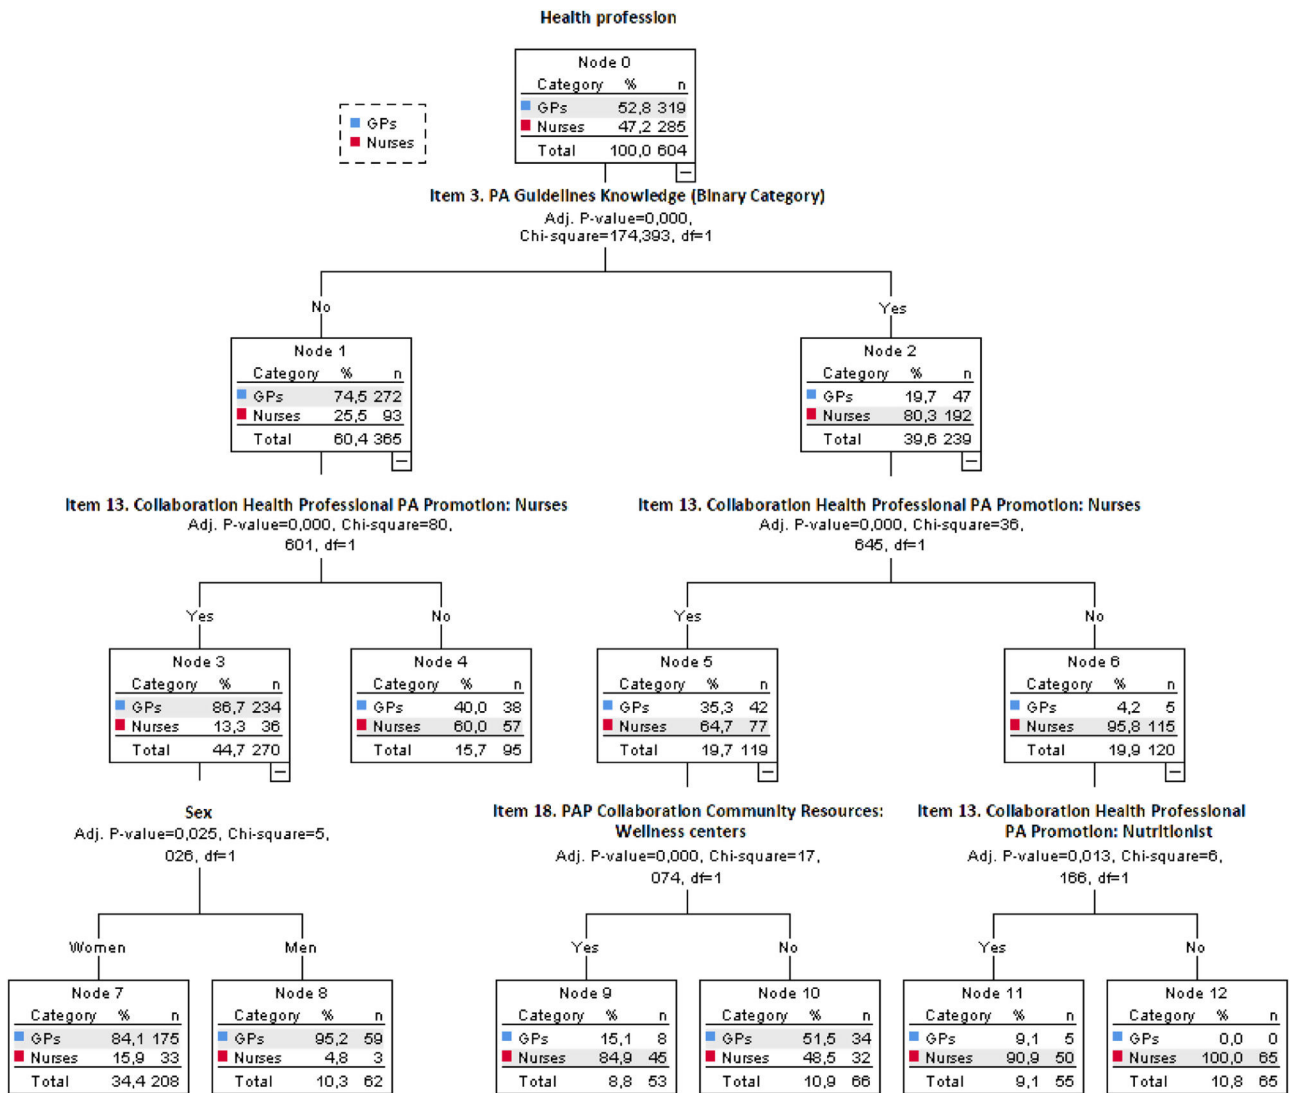 Health profession
Node 0
Category % n
GPs 52,8 319
Nurses 47,2 285
Total 100,0 604
GPs
Nurses
Item 3. PA Guidelines Knowledge (Binary Category)
Adj. P-value=0,000,
Chi-square=174,393, df=1
No
Yes
Node 1
Category % n
GPs 74,5 272
Nurses 25,5 93
Total 60,4 365
Node 2
Category % n
GPs 19,7 47
Nurses 80,3 192
Total 39,6 239
Item 13. Collaboration Health Professional PA Promotion: Nurses
Adj. P-value=0,000, Chi-square=80,
601, df=1
Item 13. Collaboration Health Professional PA Promotion: Nurses
Adj. P-value=0,000, Chi-square=36,
645, df=1
Yes
No
Yes
No
Node 3
Category % n
GPs 86,7 234
Nurses 13,3 36
Total 44,7 270
Node 4
Category % n
GPs 40,0 38
Nurses 60,0 57
Total 15,7 95
Node 5
Category % n
GPs 35,3 42
Nurses 64,7 77
Total 19,7 119
Node 6
Category % n
GPs 4,2 5
Nurses 95,8 115
Total 19,9 120
Sex
Adj. P-value=0,025, Chi-square=5,
026, df=1
Item 18. PAP Collaboration Community Resources:
Wellness centers
Adj. P-value=0,000, Chi-square=17,
074, df=1
Item 13. Collaboration Health Professional
PA Promotion: Nutritionist
Adj. P-value=0,013, Chi-square=6,
166, df=1
Women
Men
Yes
No
Yes
No
Node 7
Category % n
GPs 84,1 175
Nurses 15,9 33
Total 34,4 208
Node 8
Category % n
GPs 95,2 59
Nurses 4,8 3
Total 10,3 62
Node 9
Category % n
GPs 15,1 8
Nurses 84,9 45
Total 8,8 53
Node 10
Category % n
GPs 51,5 34
Nurses 48,5 32
Total 10,9 66
Node 11
Category % n
GPs 9,1 5
Nurses 90,9 50
Total 9,1 55
Node 12
Category % n
GPs 0,0 0
Nurses 100,0 65
Total 10,8 65